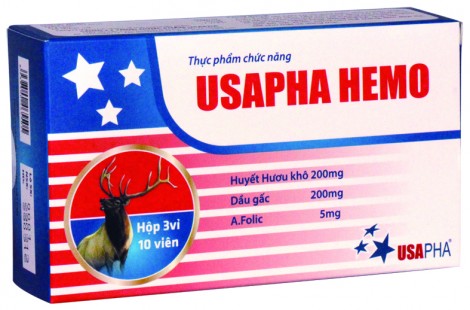 Thực phẩm chức năng
USAPHA HEMO
Huyết Hươu khô 200mg
Dầu gấc 200mg
A.Folic 5mg
Hộp 3vi
10 viên
USAPHA